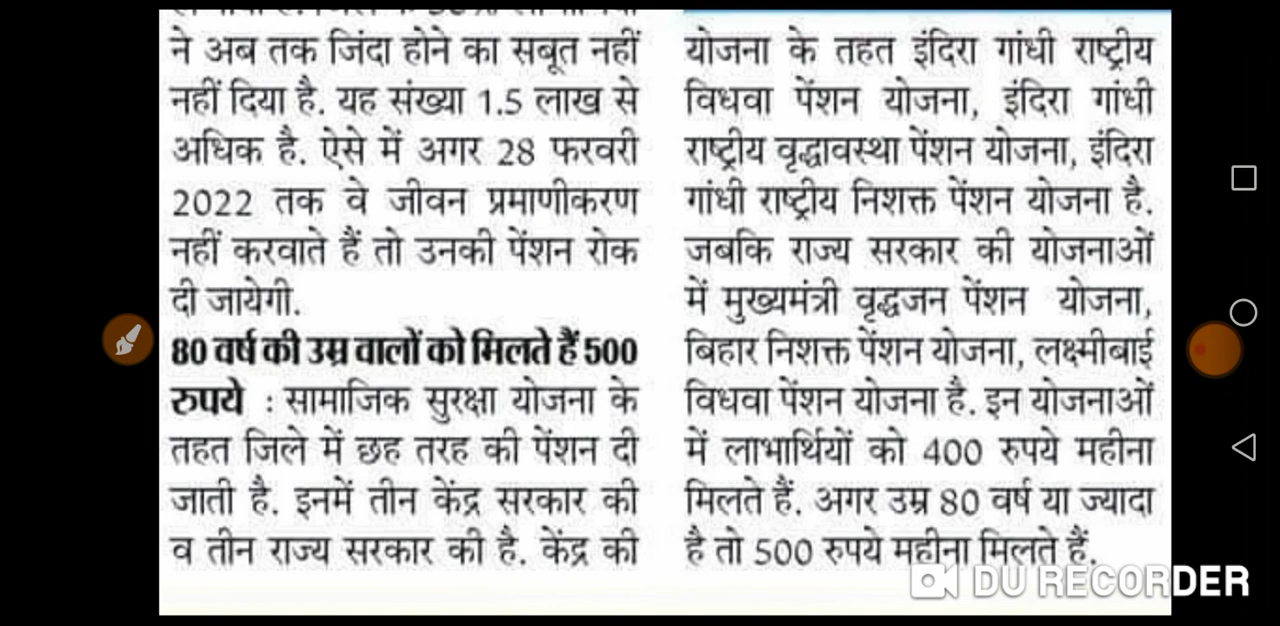 ने अब तक जिंदा होने का सबूत नहीं
नहीं दिया है. यह संख्या 1.5 लाख से
अधिक है. ऐसे में अगर 28 फरवरी
2022 तक वे जीवन प्रमाणीकरण
नहीं करवाते हैं तो उनकी पेंशन रोक
दी जायेगी.
80 वर्ष की उम्र वालों को मिलते हैं 500
रुपये : सामाजिक सुरक्षा योजना के
तहत जिले में छह तरह की पेंशन दी
जाती है. इनमें तीन केंद्र सरकार की
व तीन राज्य सरकार की है. केंद्र की
योजना के तहत इंदिरा गांधी राष्ट्रीय
विधवा पेंशन योजना, इंदिरा गांधी
राष्ट्रीय वृद्धावस्था पेंशन योजना, इंदिरा
गांधी राष्ट्रीय निशक्त पेंशन योजना है.
जबकि राज्य सरकार की योजनाओं
में मुख्यमंत्री वृद्धजन पेंशन योजना,
बिहार निशक्त पेंशन योजना, लक्ष्मीबाई
विधवा पेंशन योजना है. इन योजनाओं
में लाभार्थियों को 400 रुपये महीना
मिलते हैं. अगर उम्र 80 वर्ष या ज्यादा
है तो 500 रुपये महीना मिलते हैं.
DU RECORDER